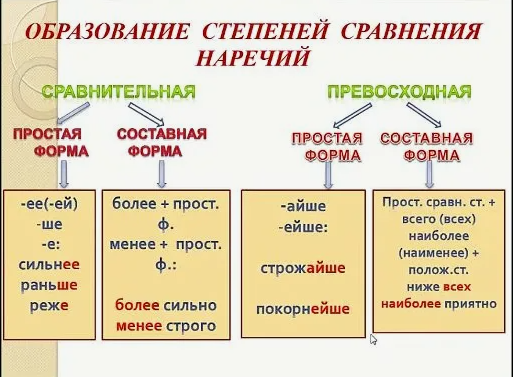 ОБРАЗОВАНИЕ СТЕПЕНЕЙ СРАВНЕНИЯ
НАРЕЧИЙ
СРАВНИТЕЛЬНАЯ
ПРЕВОСХОДНАЯ
ПРОСТАЯ
ФОРМА
СОСТАВНАЯ
ФОРМА
ПРОСТАЯ
ФОРМА
СОСТАВНАЯ
ФОРМА
-ее(-ей)
-ше
-е:
сильнее
раньше
реже
более + прост.
ф.
менее + прост.
ф.:
более сильно
менее строго
-айше
-ейше:
строжайше
покорнейше
Прост. сравн. ст. +
всего (всех)
наиболее
(наименее) +
полож.ст.
ниже всех
наиболее приятно